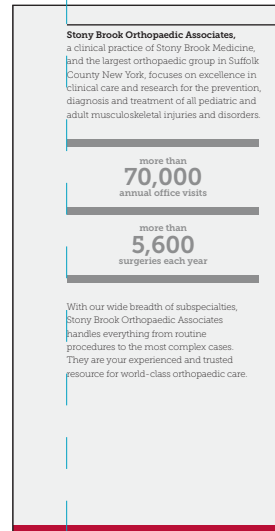 Stony Brook Orthopaedic Associates,
a clinical practice of Stony Brook Medicine,
and the largest orthopaedic group in Suffolk
County New York, focuses on excellence in
clinical care and research for the prevention,
diagnosis and treatment of all pediatric and
adult musculoskeletal injuries and disorders.
more than
70,000
annual office visits
more than
5,600
surgeries each year
With our wide breadth of subspecialties,
Stony Brook Orthopaedic Associates
handles everything from routine
procedures to the most complex cases.
They are your experienced and trusted
resource for world-class orthopaedic care.